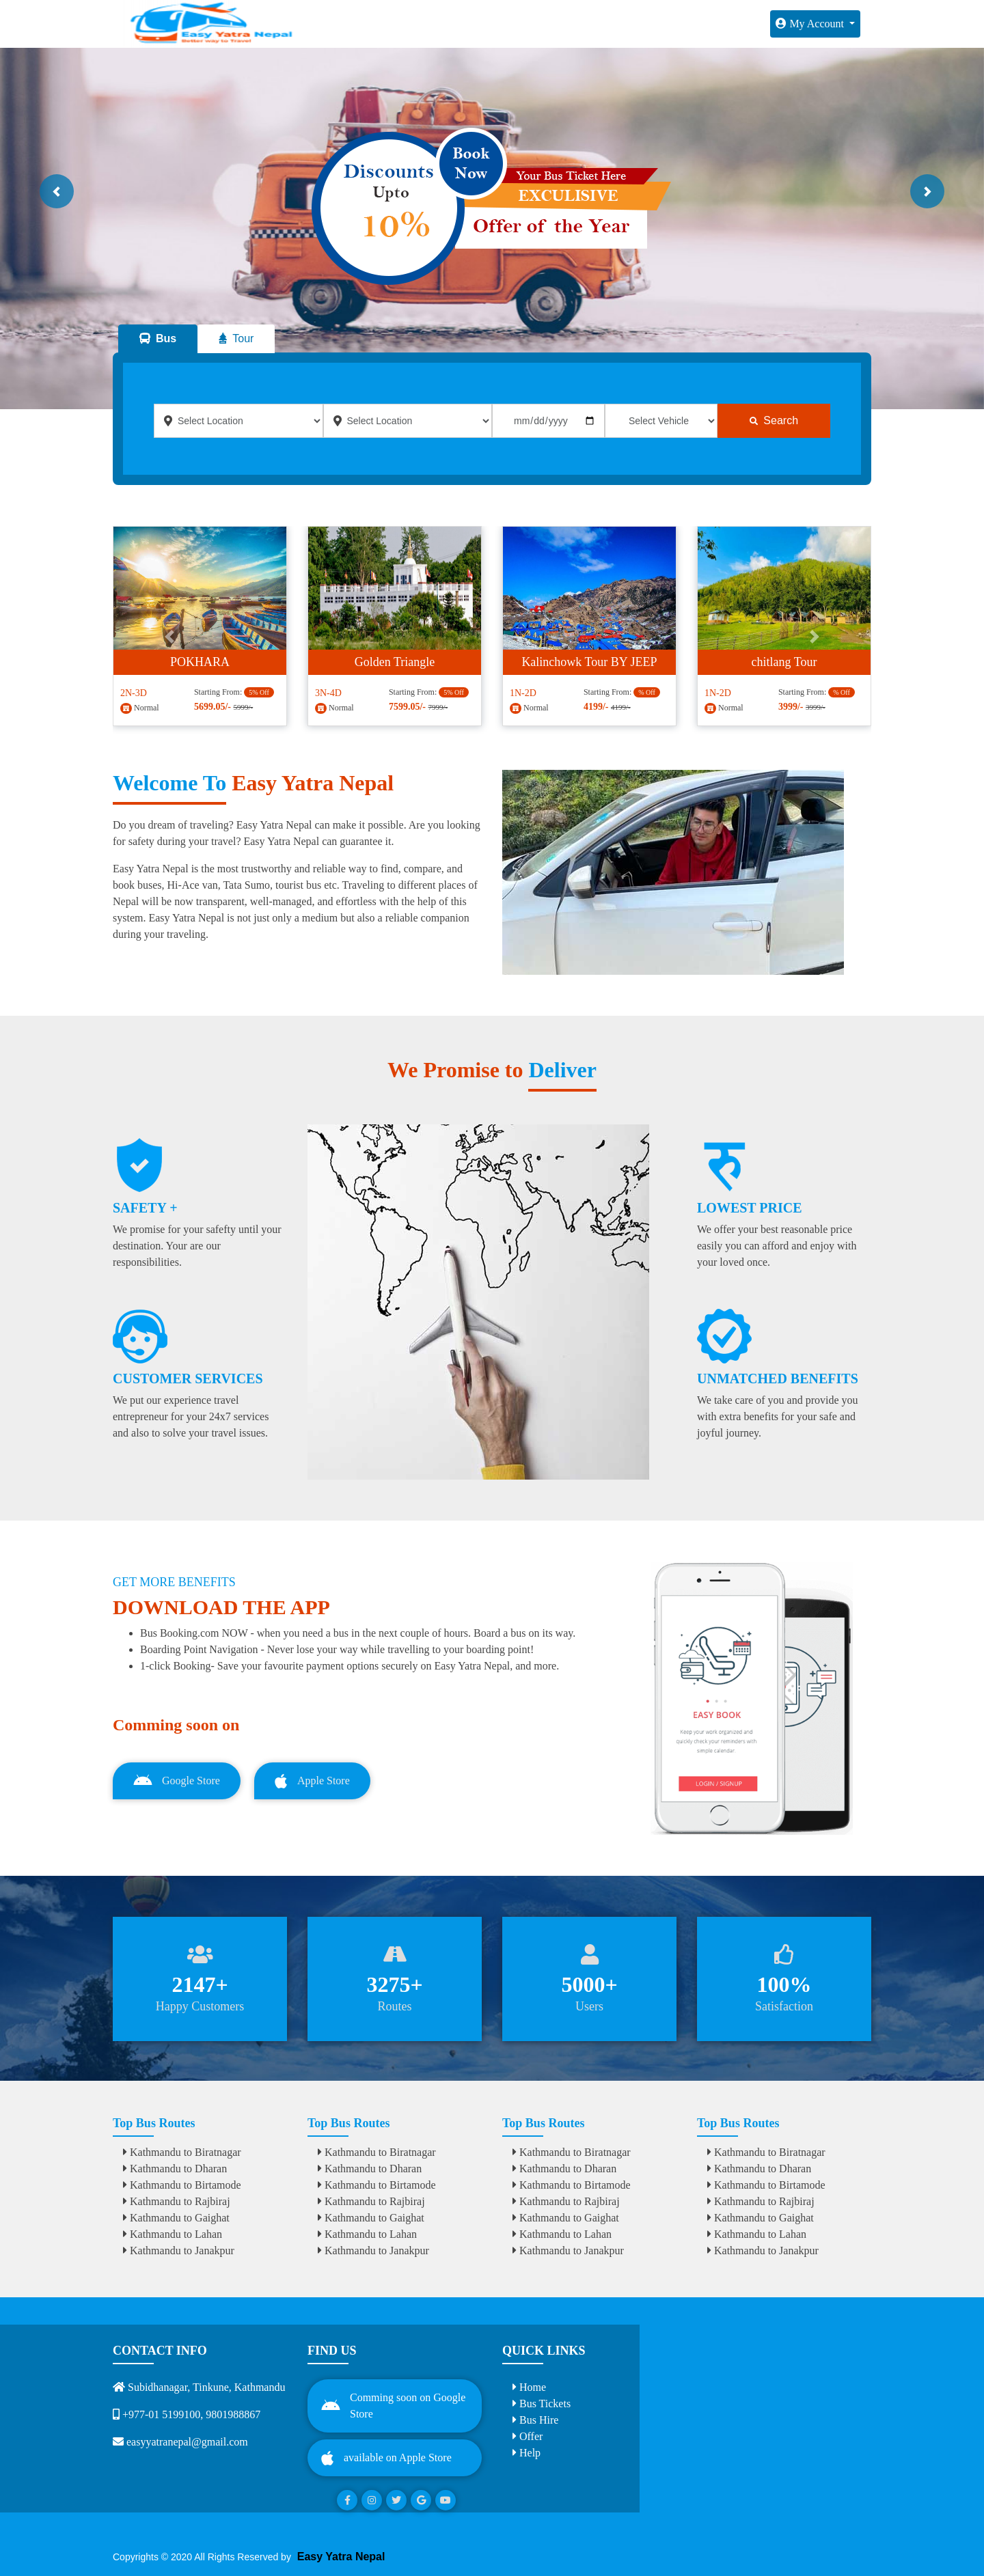 Easy Yatra Nepal
Better way to Travel
My Account
Discounts
Upto
10%
Book
Now
Your Bus Ticket Here
EXCULISIVE
Offer of the Year
Bus
Tour
Select Location
Select Location
mm/dd/yyyy
Select Vehicle
Search
POKHARA
2N-3D
Normal
Starting From: 5% Off
5699.05/- 5999/-
Golden Triangle
3N-4D
Normal
Starting From: 5% Off
7599.05/- 7999/-
Kalinchowk Tour BY JEEP
1N-2D
Normal
Starting From: % Off
4199/- 4199/-
chitlang Tour
1N-2D
Normal
Starting From: % Off
3999/- 3999/-
Welcome To Easy Yatra Nepal
Do you dream of traveling? Easy Yatra Nepal can make it possible. Are you looking
for safety during your travel? Easy Yatra Nepal can guarantee it.
Easy Yatra Nepal is the most trustworthy and reliable way to find, compare, and
book buses, Hi-Ace van, Tata Sumo, tourist bus etc. Traveling to different places of
Nepal will be now transparent, well-managed, and effortless with the help of this
system. Easy Yatra Nepal is not just only a medium but also a reliable companion
during your traveling.
We Promise to Deliver
SAFETY +
We promise for your safety until your
destination. Your are our
responsibilities.
CUSTOMER SERVICES
We put our experience travel
entrepreneur for your 24x7 services
and also to solve your travel issues.
रु
LOWEST PRICE
We offer your best reasonable price
easily you can afford and enjoy with
your loved once.
UNMATCHED BENEFITS
We take care of you and provide you
with extra benefits for your safe and
joyful journey.
GET MORE BENEFITS
DOWNLOAD THE APP
Bus Booking.com NOW - when you need a bus in the next couple of hours. Board a bus on its way.
Boarding Point Navigation - Never lose your way while travelling to your boarding point!
1-click Booking- Save your favourite payment options securely on Easy Yatra Nepal, and more.
Comming soon on
Google Store
Apple Store
EASY BOOK
Keep your work organized and
quickly check your reminders with
simple calendar.
LOGIN / SIGNUP
2147+
Happy Customers
3275+
Routes
5000+
Users
100%
Satisfaction
Top Bus Routes
Kathmandu to Biratnagar
Kathmandu to Dharan
Kathmandu to Birtamode
Kathmandu to Rajbiraj
Kathmandu to Gaighat
Kathmandu to Lahan
Kathmandu to Janakpur
Top Bus Routes
Kathmandu to Biratnagar
Kathmandu to Dharan
Kathmandu to Birtamode
Kathmandu to Rajbiraj
Kathmandu to Gaighat
Kathmandu to Lahan
Kathmandu to Janakpur
Top Bus Routes
Kathmandu to Biratnagar
Kathmandu to Dharan
Kathmandu to Birtamode
Kathmandu to Rajbiraj
Kathmandu to Gaighat
Kathmandu to Lahan
Kathmandu to Janakpur
Top Bus Routes
Kathmandu to Biratnagar
Kathmandu to Dharan
Kathmandu to Birtamode
Kathmandu to Rajbiraj
Kathmandu to Gaighat
Kathmandu to Lahan
Kathmandu to Janakpur
CONTACT INFO
Subidhanagar, Tinkune, Kathmandu
+977-01 5199100, 9801988867
easyyatranepal@gmail.com
FIND US
Comming soon on Google
Store
available on Apple Store
QUICK LINKS
Home
Bus Tickets
Bus Hire
Offer
Help
Copyrights © 2020 All Rights Reserved by Easy Yatra Nepal